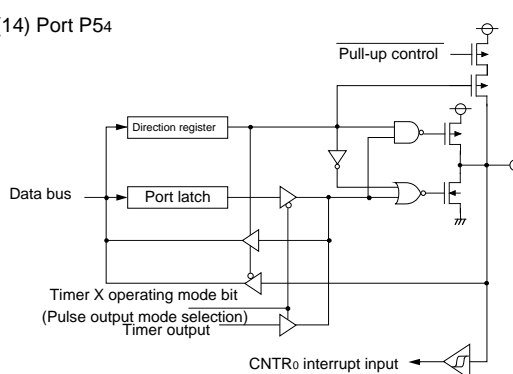 (14) Port P54
Pull-up control
Direction register
Data bus
Port latch
Timer X operating mode bit
(Pulse output mode selection)
Timer output
CNTR0 interrupt input